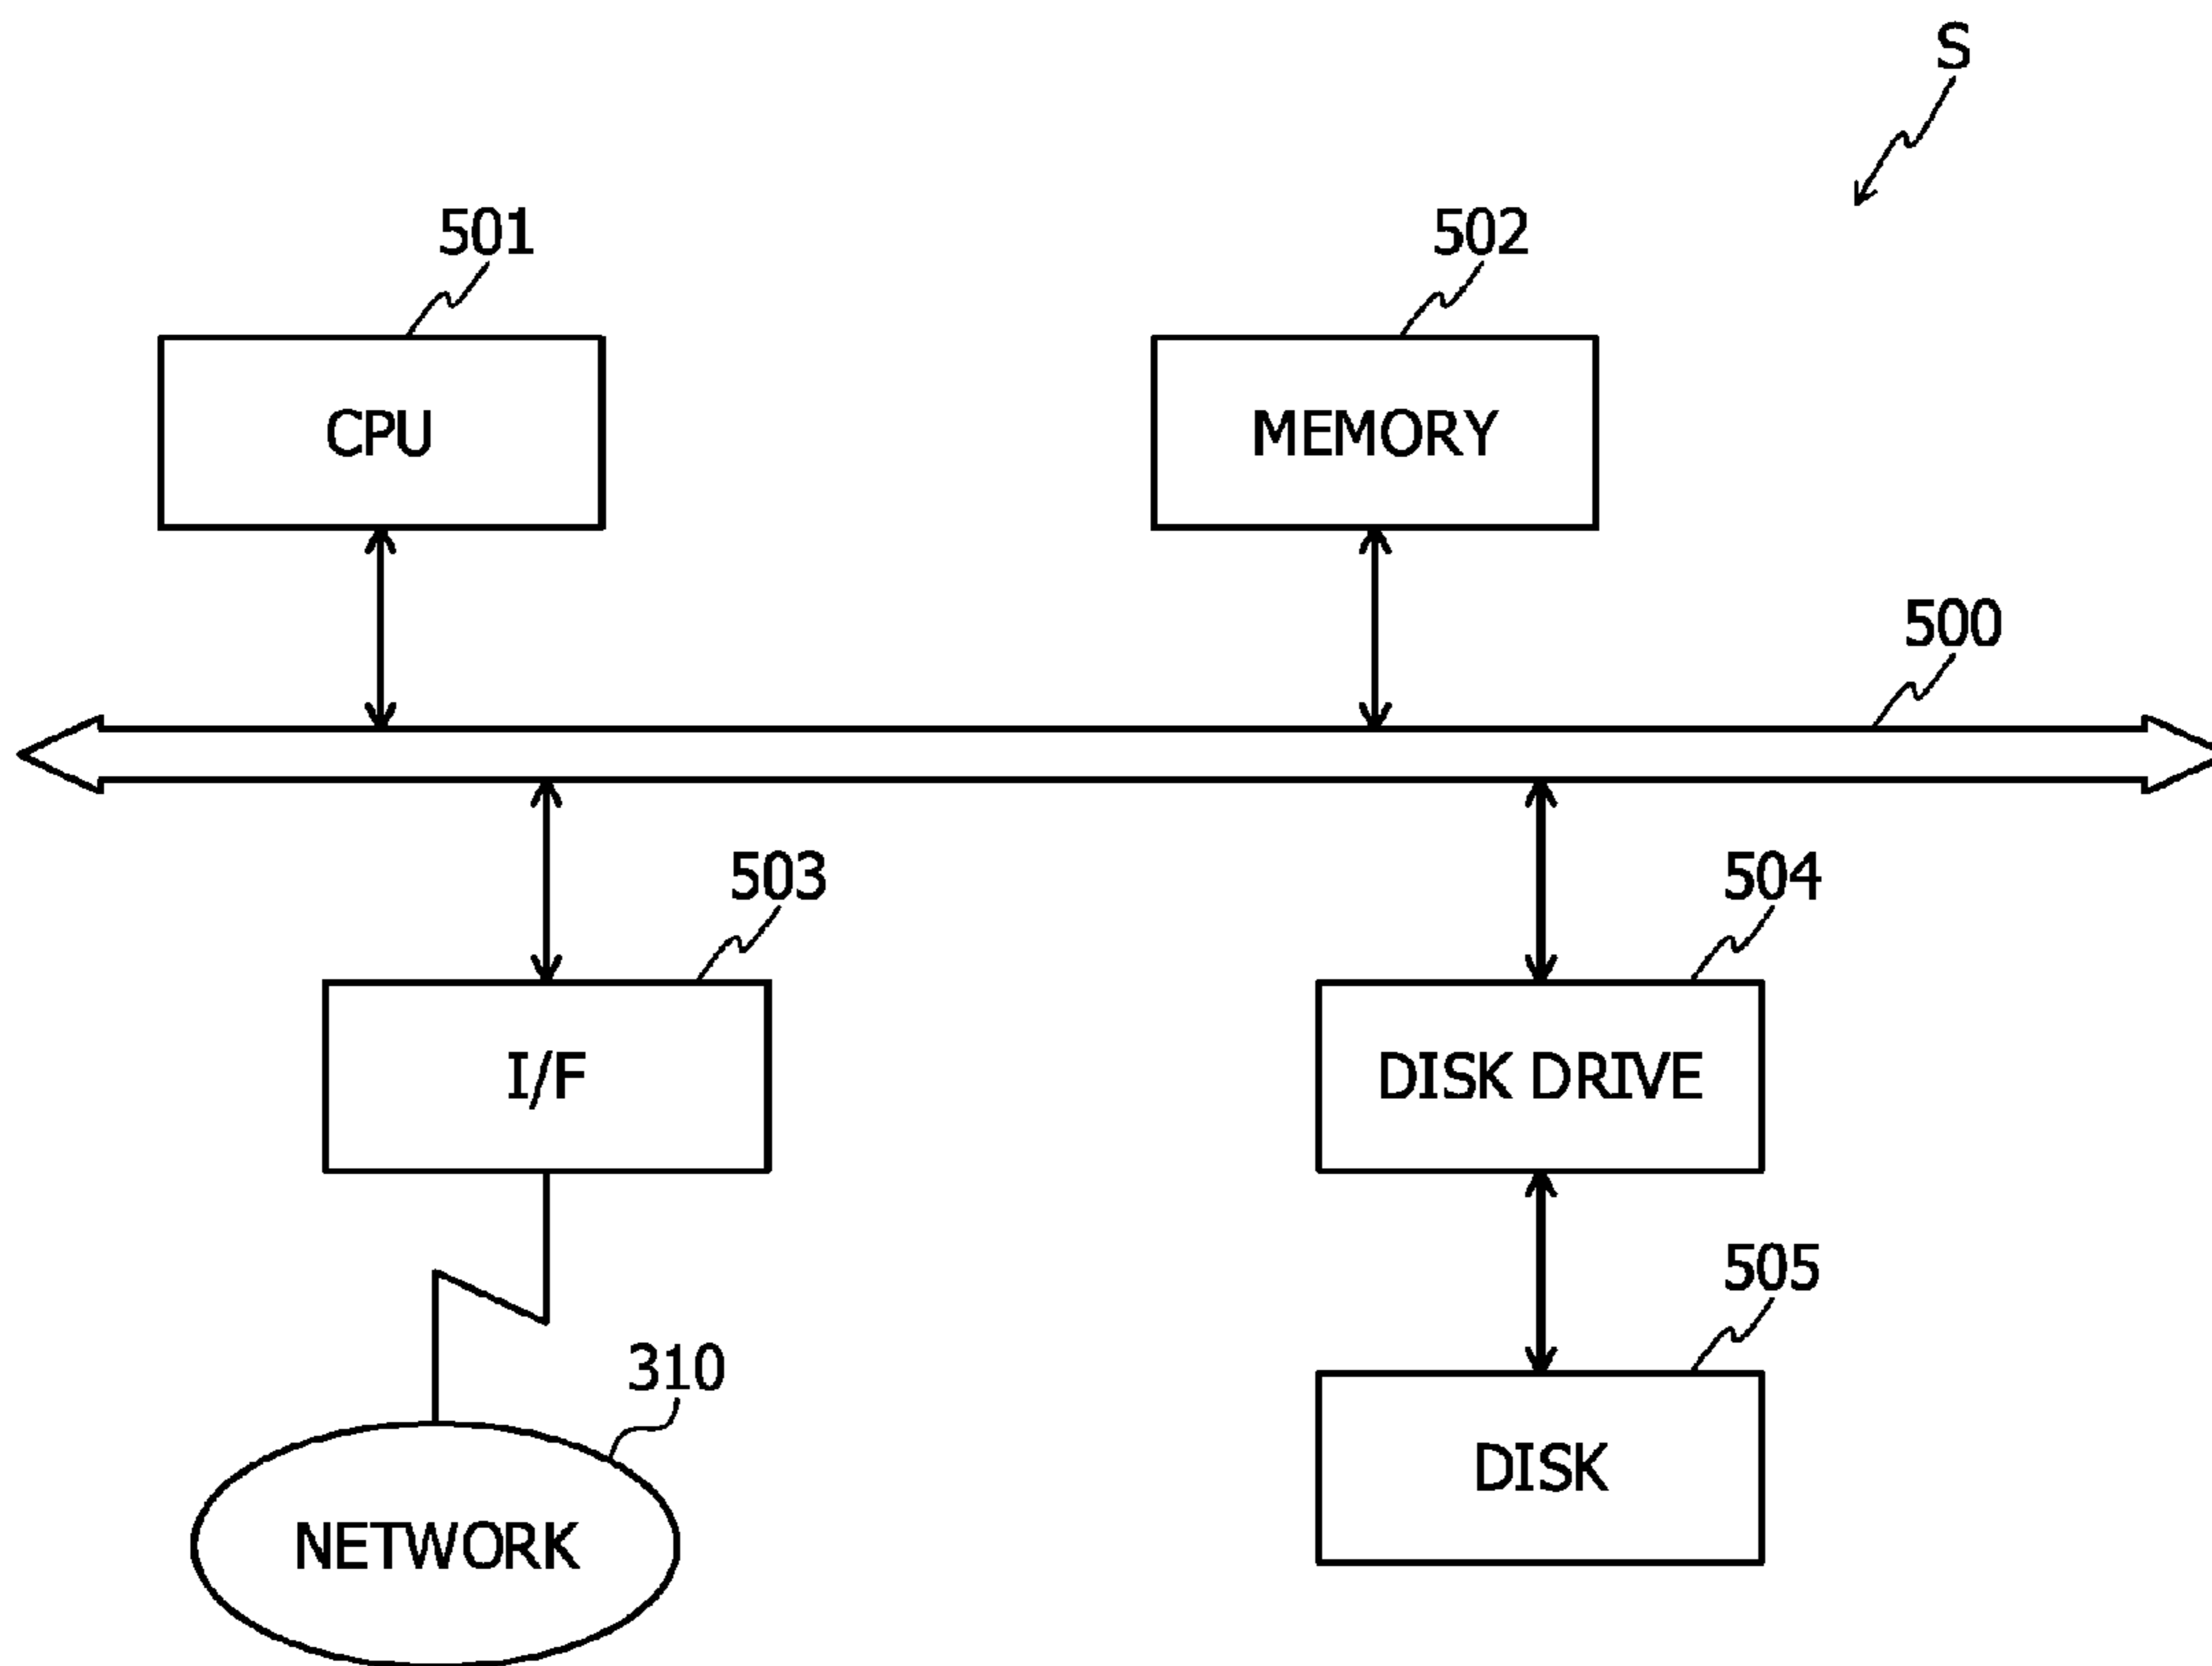 S
501
502
CPU
MEMORY
500
503
504
I/F
DISK DRIVE
505
310
DISK
NETWORK